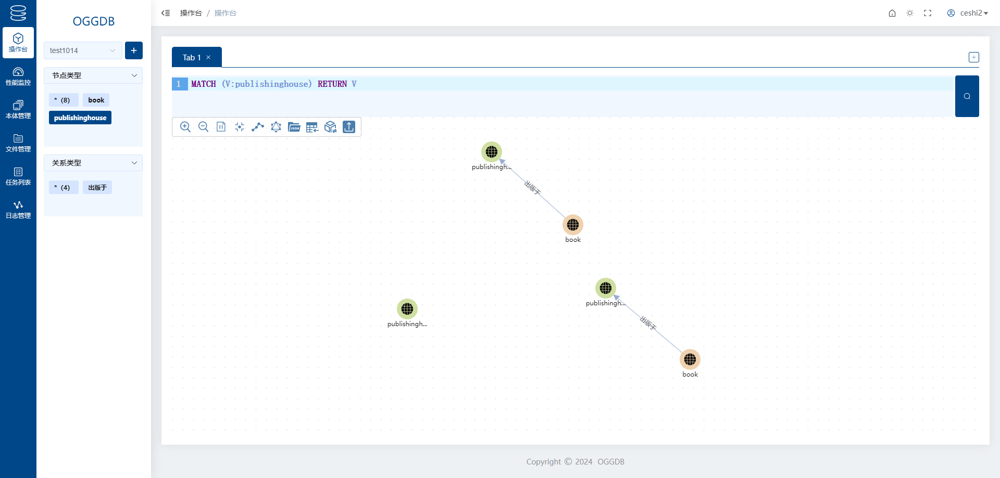 操作台
性能监控
本体管理
文件管理
任务列表
日志管理
OGGDB
test1014
节点类型
* (8) book
publishinghouse
关系类型
* (4) 出版于
操作台 / 操作台
ceshi2
Tab 1 ×
1 MATCH (V:publishinghouse) RETURN V
1:1
JSON
publishingh...
出版于
book
publishingh...
publishingh...
出版于
book
Copyright © 2024 OGGDB